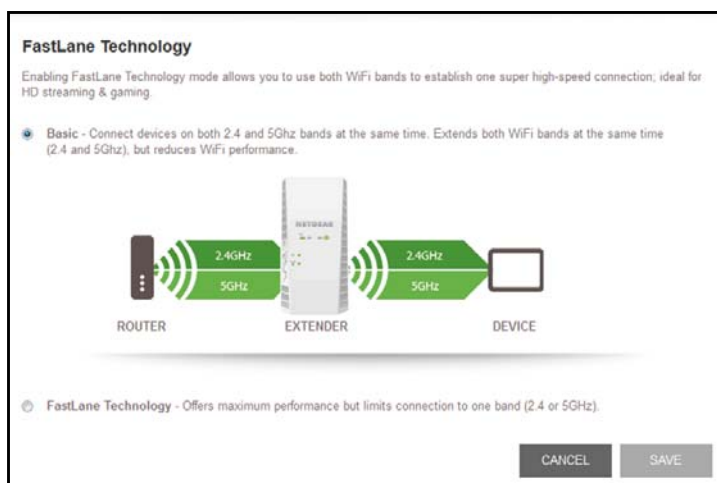 FastLane Technology
Enabling FastLane Technology mode allows you to use both WiFi bands to establish one super high-speed connection; ideal for
HD streaming & gaming.
Basic - Connect devices on both 2.4 and 5Ghz bands at the same time. Extends both WiFi bands at the same time
(2.4 and 5Ghz), but reduces WiFi performance.
NETGEAR
2.4GHz 2.4GHz
5GHz 5GHz
ROUTER EXTENDER DEVICE
FastLane Technology - Offers maximum performance but limits connection to one band (2.4 or 5GHz).
CANCEL SAVE